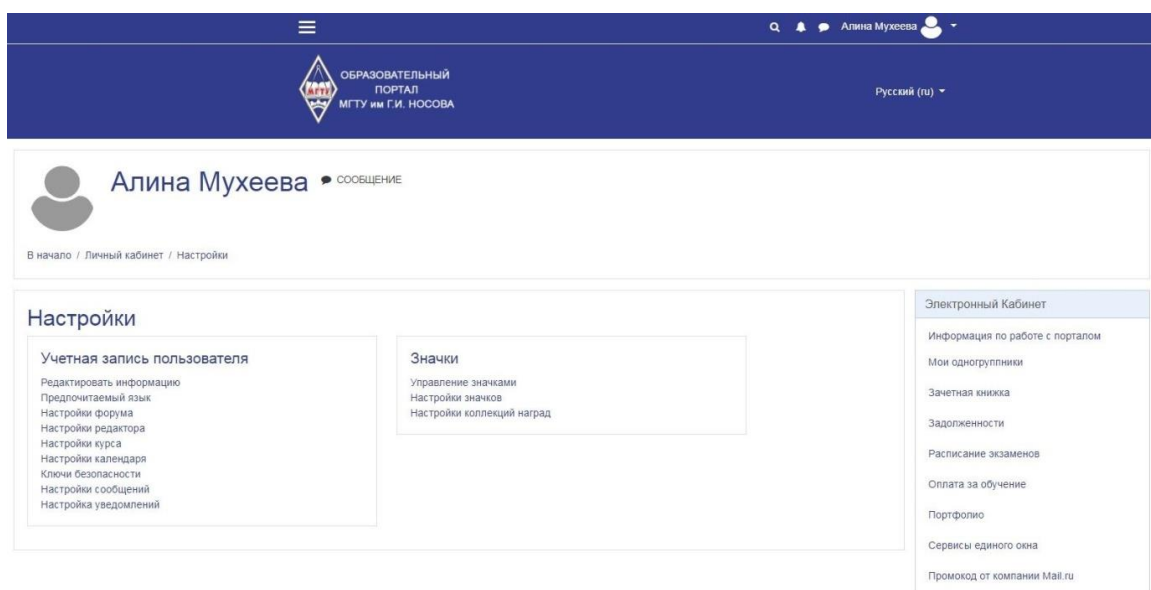 Алина Мухеева
ОБРАЗОВАТЕЛЬНЫЙ
ПОРТАЛ
МГТУ им Г.И. НОСОВА
МГТУ
Русский (ru)
Алина Мухеева
СООБЩЕНИЕ
В начало / Личный кабинет / Настройки
Настройки
Учетная запись пользователя
Редактировать информацию
Предпочитаемый язык
Настройки форума
Настройки редактора
Настройки курса
Настройки календаря
Ключи безопасности
Настройки сообщений
Настройка уведомлений
Значки
Управление значками
Настройки значков
Настройки коллекций наград
Электронный Кабинет
Информация по работе с порталом
Мои одногруппники
Зачетная книжка
Задолженности
Расписание экзаменов
Оплата за обучение
Портфолио
Сервисы единого окна
Промокод от компании Mail.ru